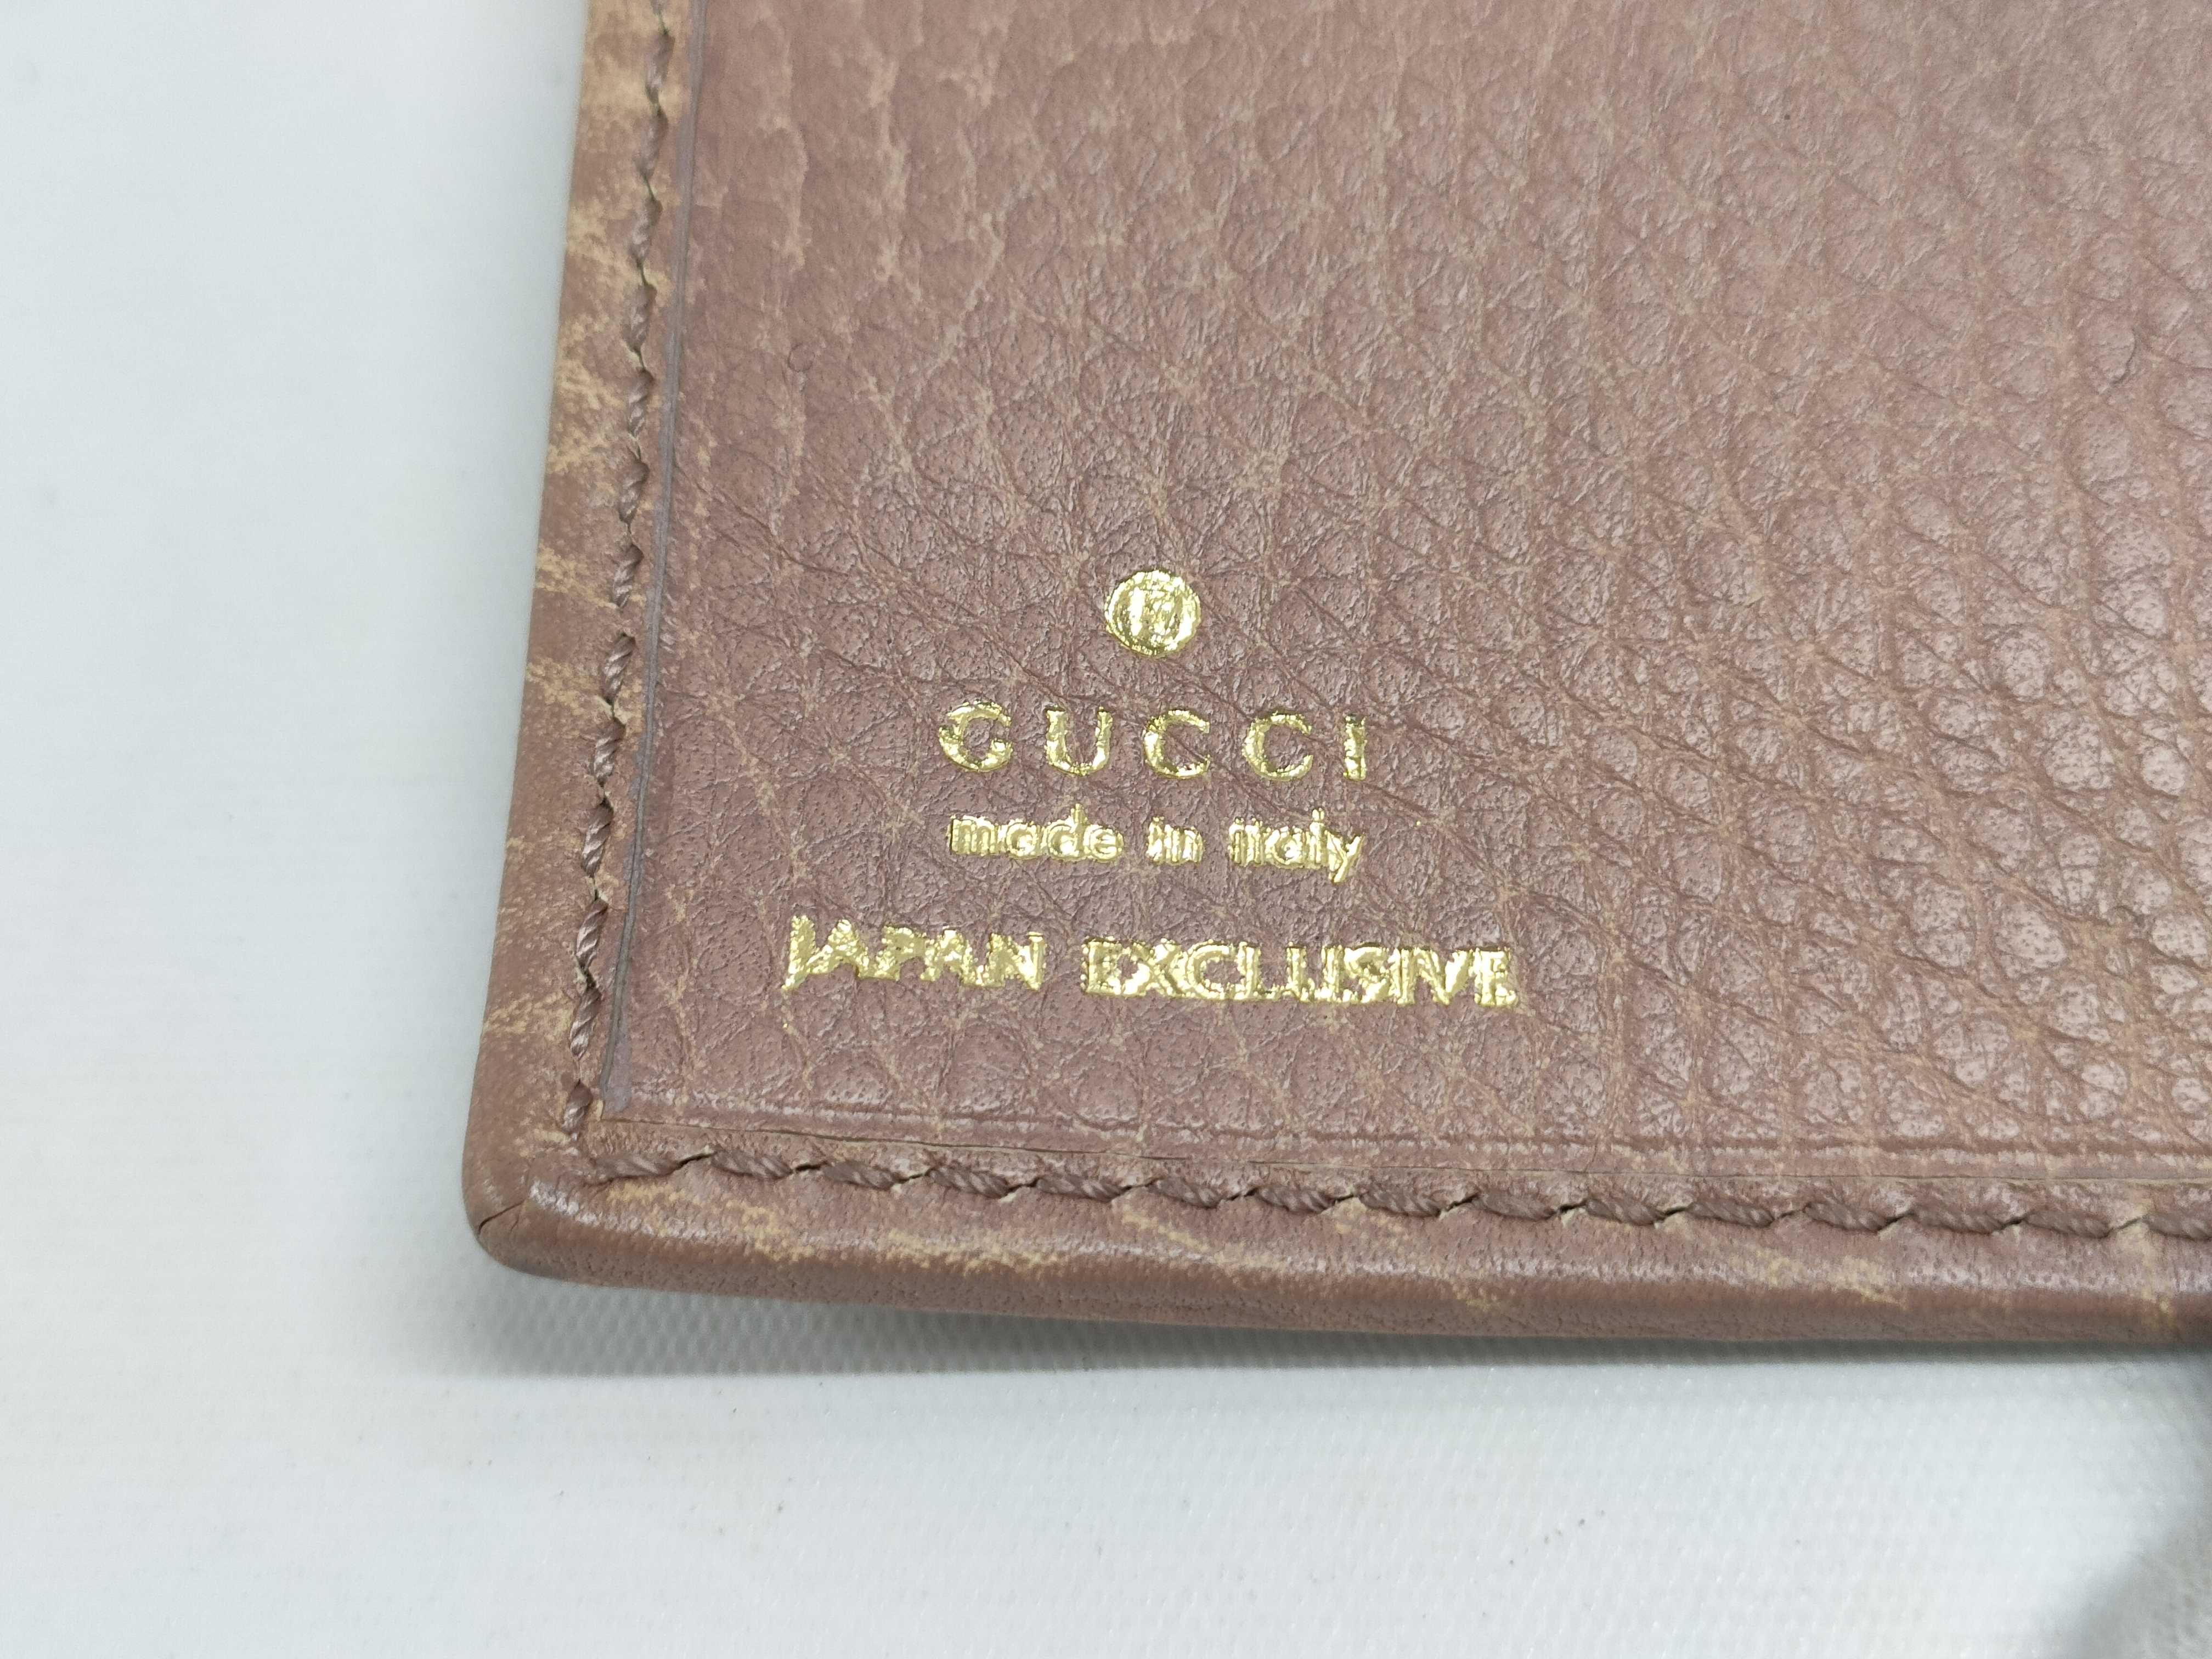 GUCCI
made in italy
JAPAN EXCLUSIVE